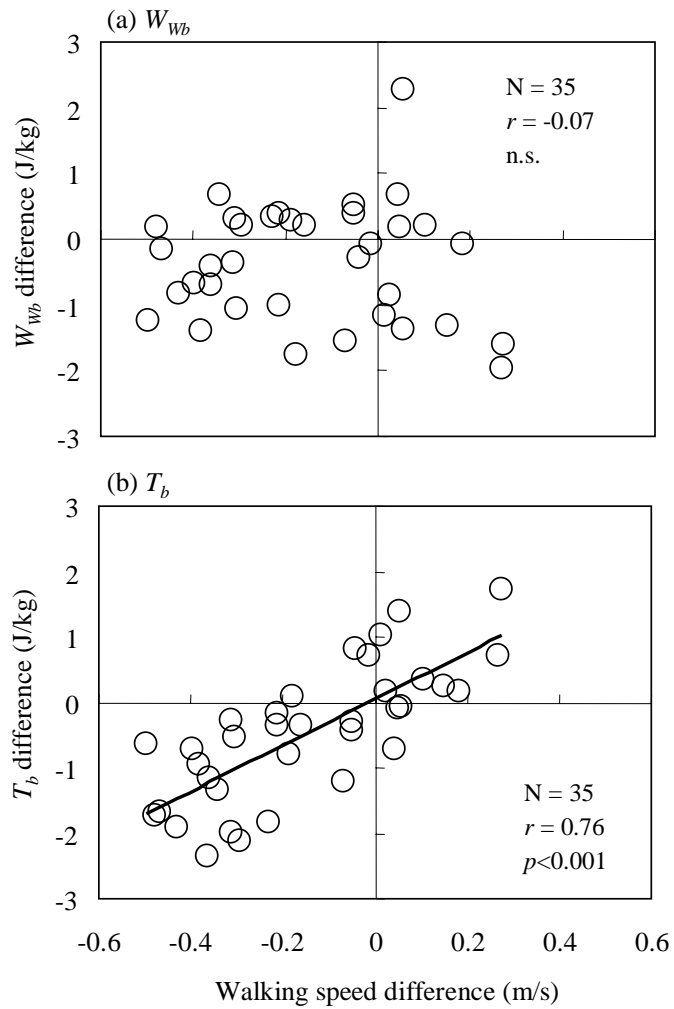 (a) W_Wb
3
2
1
0
-1
-2
-3
W_Wb difference (J/kg)
N = 35
r = -0.07
n.s.
(b) T_b
3
2
1
0
-1
-2
-3
T_b difference (J/kg)
N = 35
r = 0.76
p<0.001
-0.6 -0.4 -0.2 0 0.2 0.4 0.6
Walking speed difference (m/s)